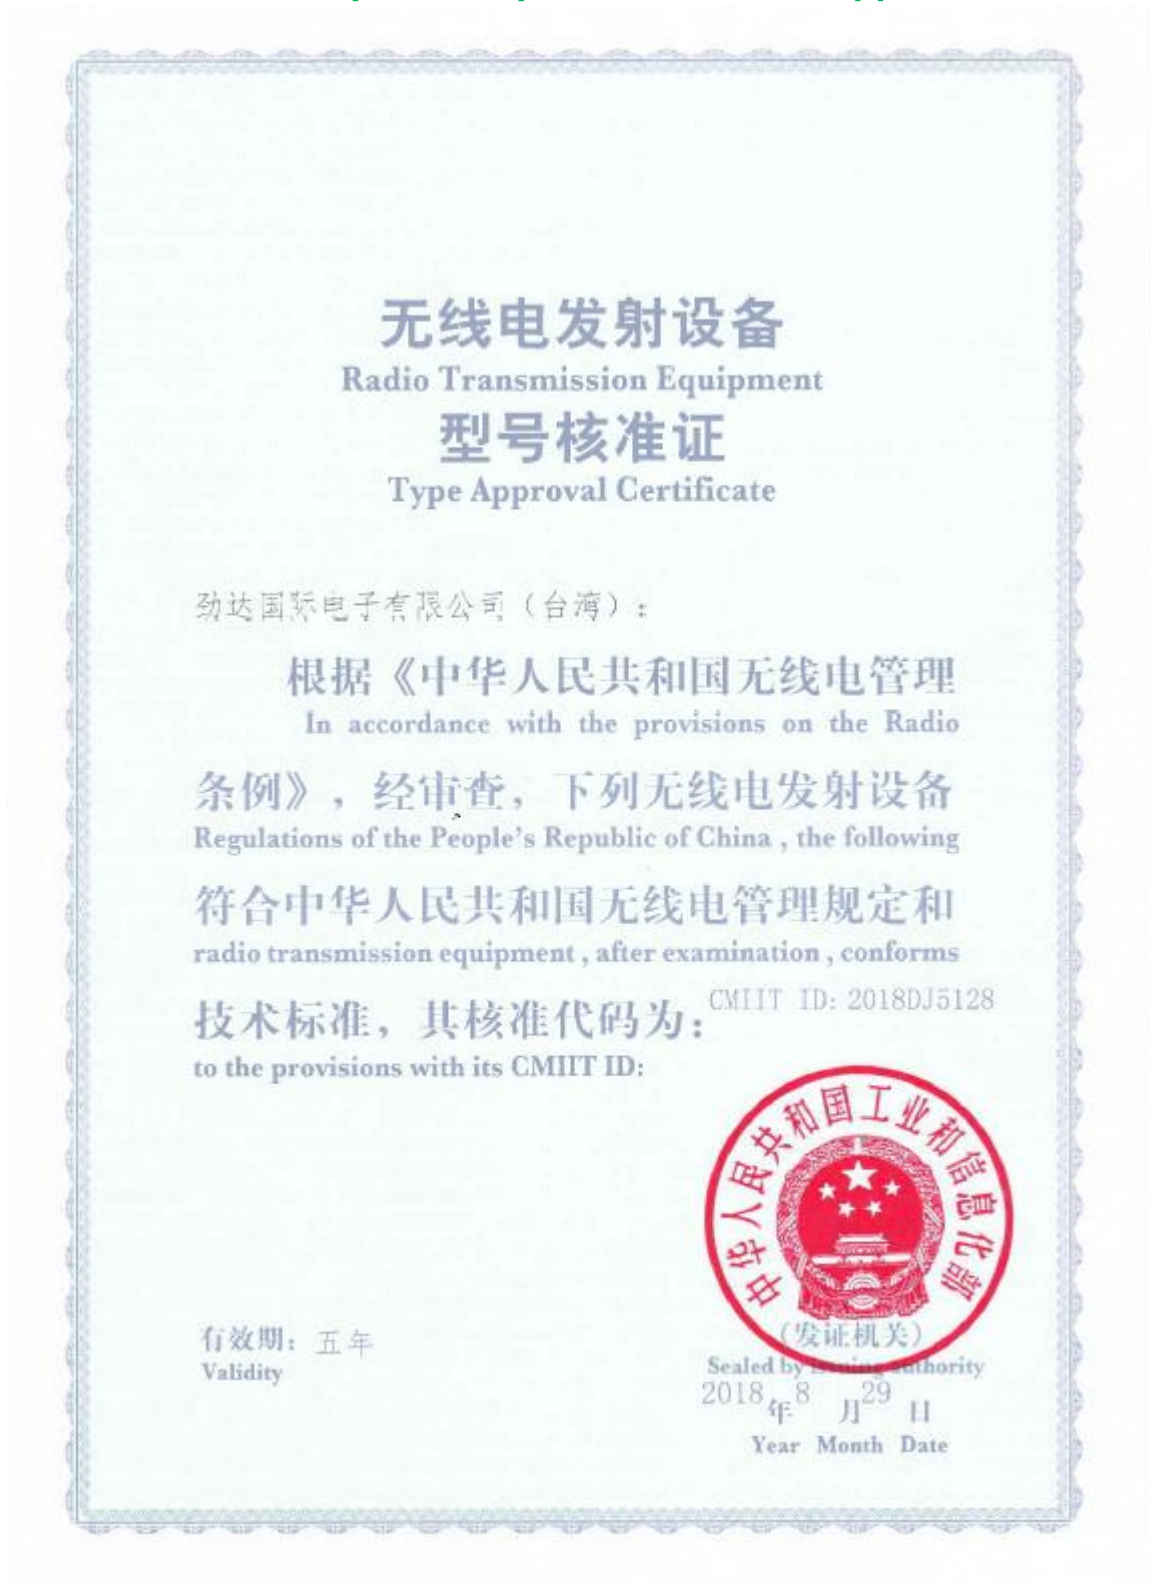 无线电发射设备
Radio Transmission Equipment
型号核准证
Type Approval Certificate
劲达国际电子有限公司（台湾）：
根据《中华人民共和国无线电管理
In accordance with the provisions on the Radio
条例》，经审查，下列无线电发射设备
Regulations of the People's Republic of China , the following
符合中华人民共和国无线电管理规定和
radio transmission equipment , after examination , conforms
技术标准，其核准代码为：CMIIT ID: 2018DJ5128
to the provisions with its CMIIT ID:
中华人民共和国工业和信息化部
有效期：五年
Validity
（发证机关）
Sealed by issuing authority
2018年8月29日
Year Month Date